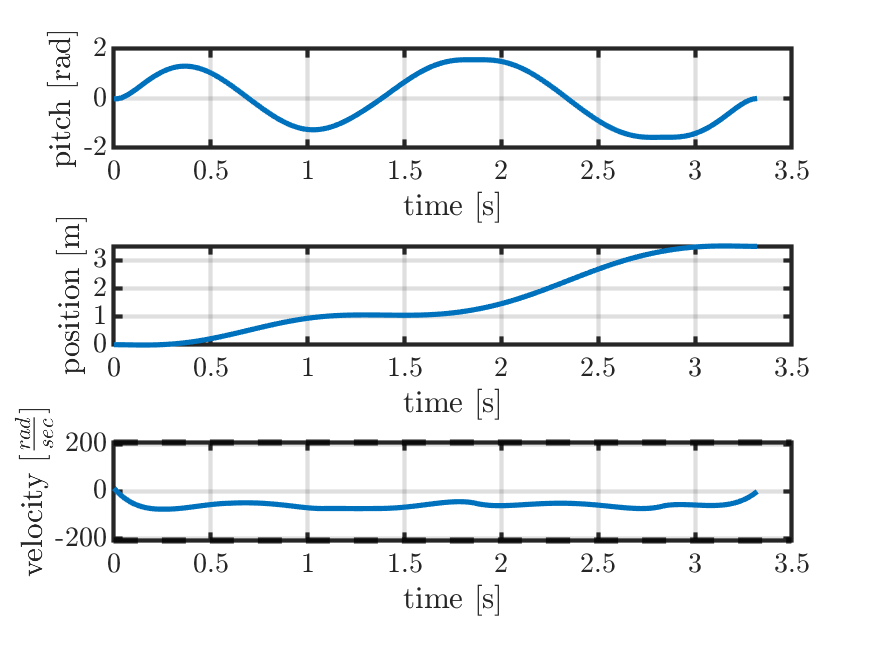 pitch [rad]
2
0
-2
0 0.5 1 1.5 2 2.5 3 3.5
time [s]
position [m]
3
2
1
0
0 0.5 1 1.5 2 2.5 3 3.5
time [s]
velocity [rad/sec]
200
0
-200
0 0.5 1 1.5 2 2.5 3 3.5
time [s]